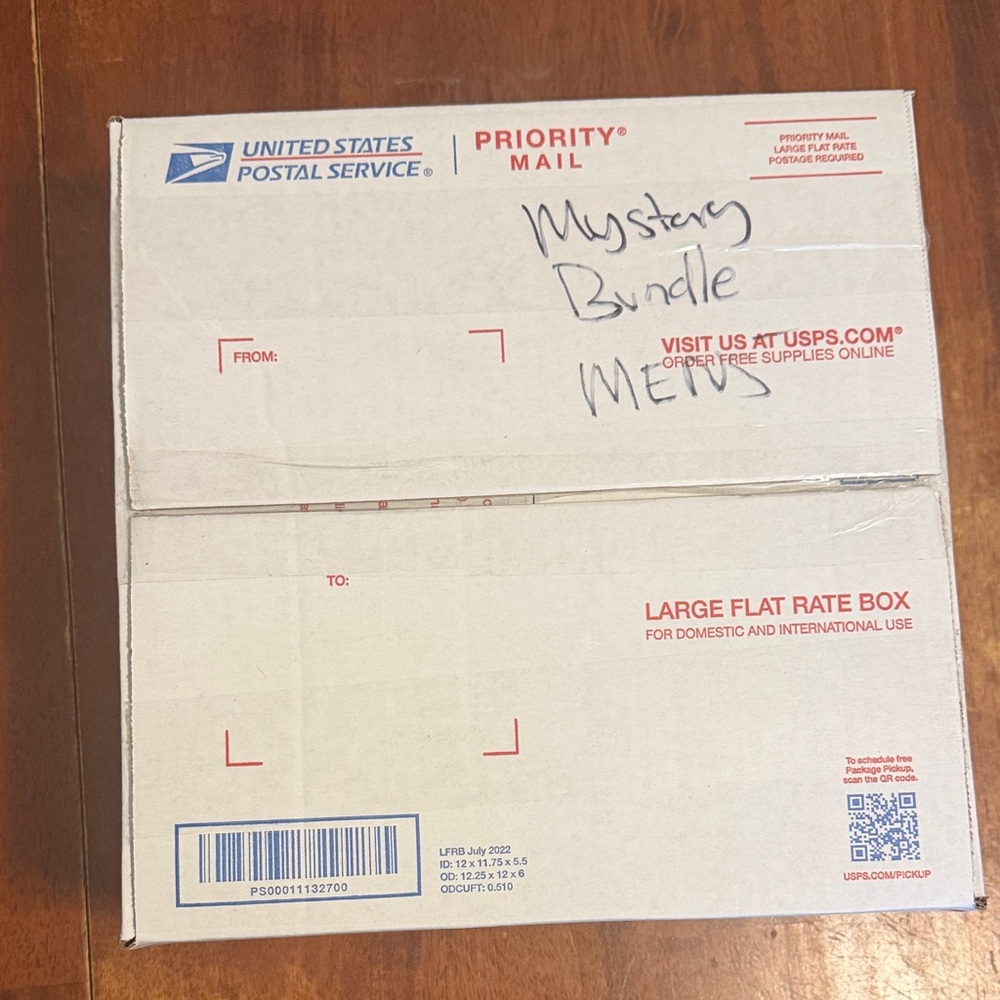 UNITED STATES
POSTAL SERVICE®
PRIORITY®
MAIL
PRIORITY MAIL
LARGE FLAT RATE
POSTAGE REQUIRED
Mystery
Bundle
MENS
FROM:
VISIT US AT USPS.COM®
ORDER FREE SUPPLIES ONLINE
TO:
LARGE FLAT RATE BOX
FOR DOMESTIC AND INTERNATIONAL USE
To schedule free
Package Pickup,
scan the QR code.
USPS.COM/PICKUP
PS00011132700
LFRB July 2022
ID: 12 x 11.75 x 5.5
OD: 12.25 x 12 x 6
ODCUFT: 0.510